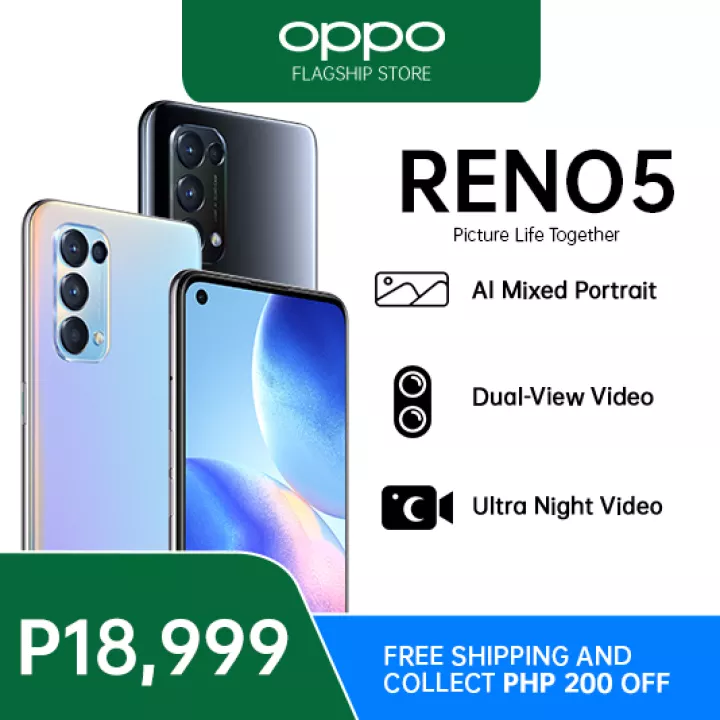 oppo
FLAGSHIP STORE
RENO5
Picture Life Together
AI Mixed Portrait
Dual-View Video
Ultra Night Video
P18,999
FREE SHIPPING AND
COLLECT PHP 200 OFF